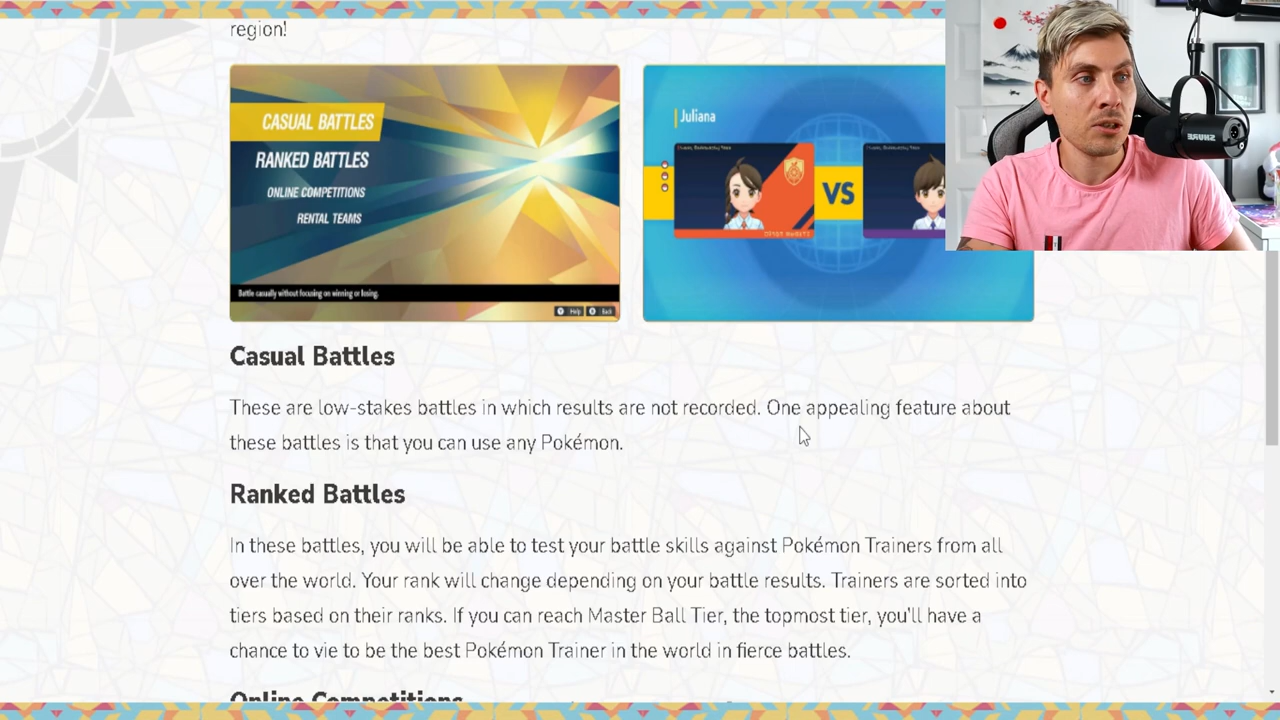 region!
CASUAL BATTLES
RANKED BATTLES
ONLINE COMPETITIONS
RENTAL TEAMS
Battle casually without focusing on winning or losing.
Help
Back
Juliana
VS
SHURE
Casual Battles
These are low-stakes battles in which results are not recorded. One appealing feature about
these battles is that you can use any Pokémon.
Ranked Battles
In these battles, you will be able to test your battle skills against Pokémon Trainers from all
over the world. Your rank will change depending on your battle results. Trainers are sorted into
tiers based on their ranks. If you can reach Master Ball Tier, the topmost tier, you'll have a
chance to vie to be the best Pokémon Trainer in the world in fierce battles.
Online Competitions